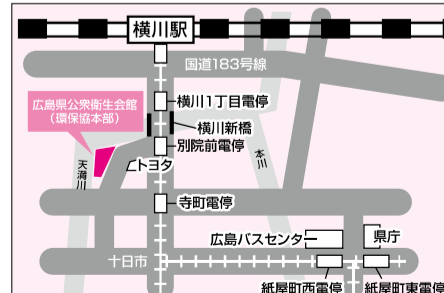 横川駅
国道183号線
広島県公衆衛生会館
(環保協本部)
横川1丁目電停
横川新橋
別院前電停
トヨタ
天満川
本川
寺町電停
広島バスセンター
県庁
十日市
紙屋町西電停
紙屋町東電停